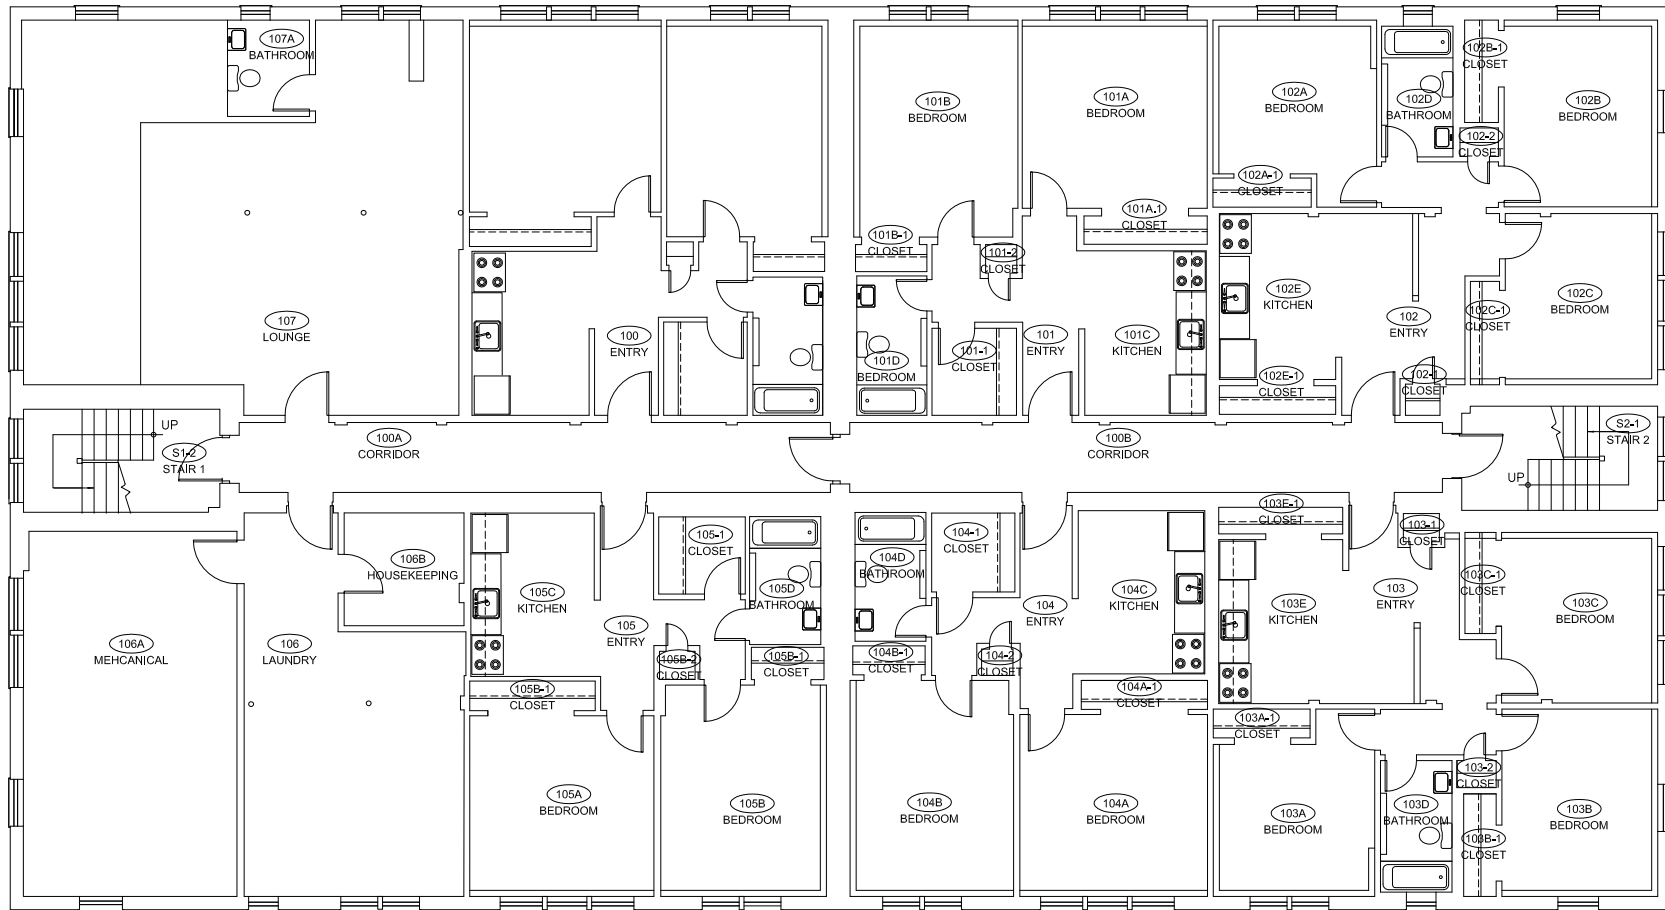 107A
BATHROOM
101B
BEDROOM
101A
BEDROOM
102A
BEDROOM
102D
BATHROOM
102B-1
CLOSET
102B
BEDROOM
102-2
CLOSET
102A-1
CLOSET
101A.1
CLOSET
101B-1
CLOSET
101-2
CLOSET
107
LOUNGE
100
ENTRY
101D
BEDROOM
101-1
CLOSET
101
ENTRY
101C
KITCHEN
102E
KITCHEN
102
ENTRY
102C-1
CLOSET
102C
BEDROOM
102E-1
CLOSET
102-1
CLOSET
UP
S1-2
STAIR 1
100A
CORRIDOR
100B
CORRIDOR
UP
S2-1
STAIR 2
106A
MEHCANICAL
106
LAUNDRY
106B
HOUSEKEEPING
105C
KITCHEN
105-1
CLOSET
105D
BATHROOM
105
ENTRY
105B-2
CLOSET
105B-1
CLOSET
105B-1
CLOSET
104D
BATHROOM
104-1
CLOSET
104
ENTRY
104C
KITCHEN
104B-1
CLOSET
104-2
CLOSET
104A-1
CLOSET
103E-1
CLOSET
103-1
CLOSET
103E
KITCHEN
103
ENTRY
103C-1
CLOSET
103C
BEDROOM
103A-1
CLOSET
103-2
CLOSET
105A
BEDROOM
105B
BEDROOM
104B
BEDROOM
104A
BEDROOM
103A
BEDROOM
103D
BATHROOM
103B-1
CLOSET
103B
BEDROOM